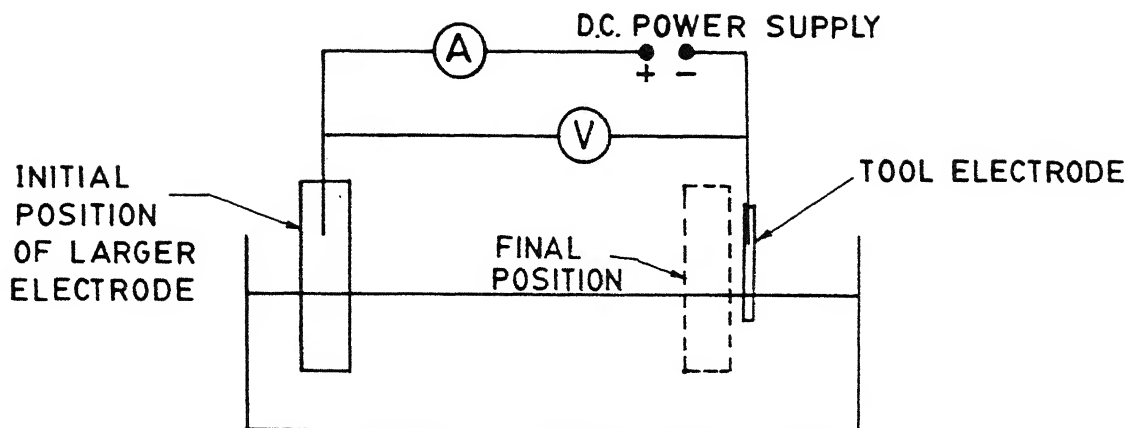 D.C. POWER SUPPLY
A
+ -
V
INITIAL
POSITION
OF LARGER
ELECTRODE
FINAL
POSITION
TOOL ELECTRODE